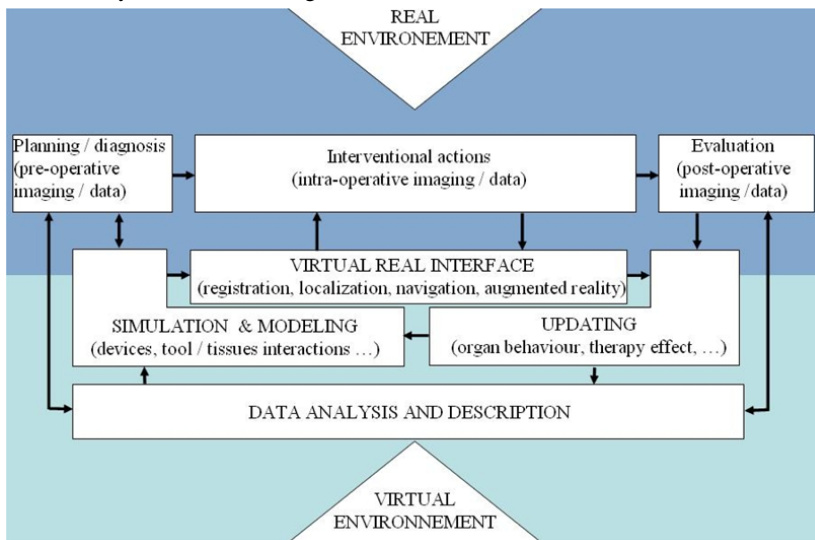 REAL
ENVIRONEMENT
Planning / diagnosis
(pre-operative
imaging / data)
Interventional actions
(intra-operative imaging / data)
Evaluation
(post-operative
imaging /data)
VIRTUAL REAL INTERFACE
(registration, localization, navigation, augmented reality)
SIMULATION & MODELING
(devices, tool / tissues interactions …)
UPDATING
(organ behaviour, therapy effect, …)
DATA ANALYSIS AND DESCRIPTION
VIRTUAL
ENVIRONNEMENT